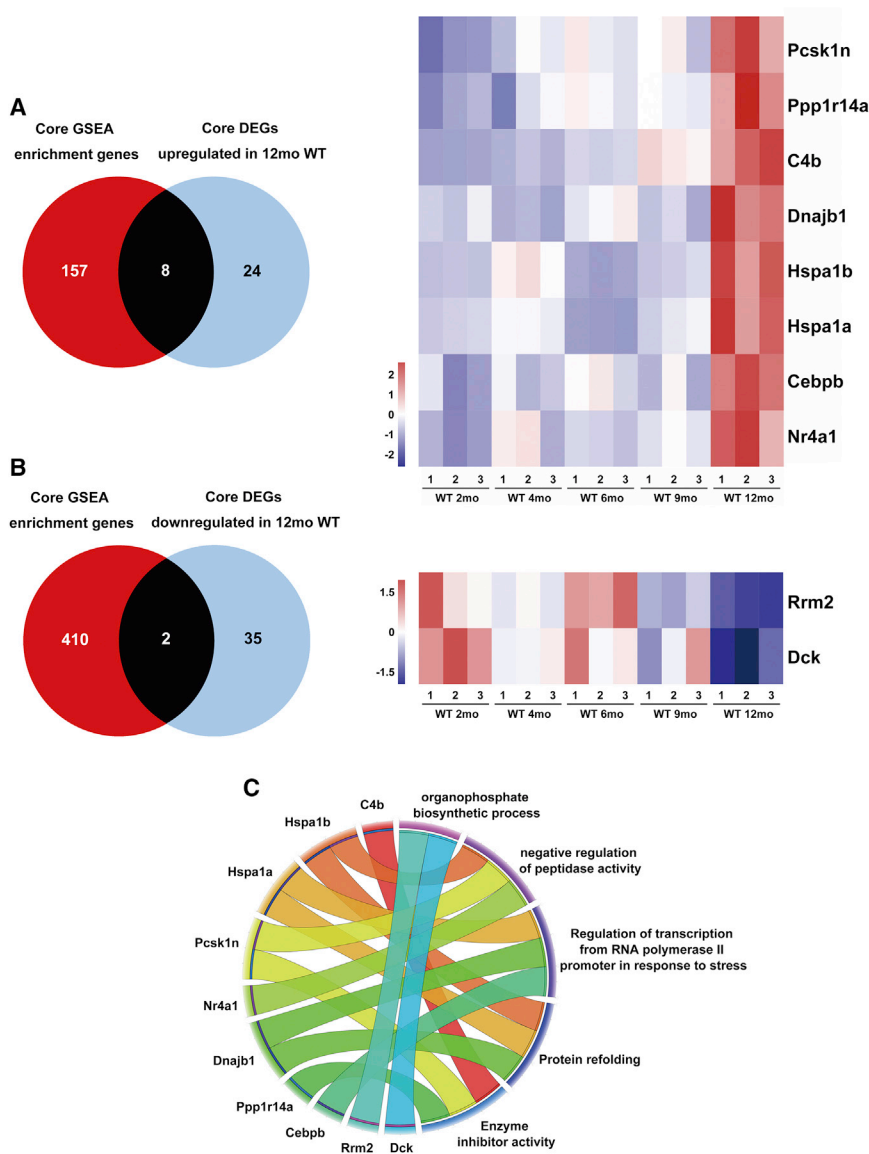 A
Core GSEA
enrichment genes
Core DEGs
upregulated in 12mo WT
157
8
24
Pcsk1n
Ppp1r14a
C4b
Dnajb1
Hspa1b
Hspa1a
Cebpb
Nr4a1
2
1
0
-1
-2
1 2 3 1 2 3 1 2 3 1 2 3 1 2 3
WT 2mo WT 4mo WT 6mo WT 9mo WT 12mo
B
Core GSEA
enrichment genes
Core DEGs
downregulated in 12mo WT
410
2
35
1.5
0
-1.5
Rrm2
Dck
1 2 3 1 2 3 1 2 3 1 2 3 1 2 3
WT 2mo WT 4mo WT 6mo WT 9mo WT 12mo
C
C4b
Hspa1b
Hspa1a
Pcsk1n
Nr4a1
Dnajb1
Ppp1r14a
Cebpb
Rrm2
Dck
organophosphate
biosynthetic process
negative regulation
of peptidase activity
Regulation of transcription
from RNA polymerase II
promoter in response to stress
Protein refolding
Enzyme
inhibitor activity